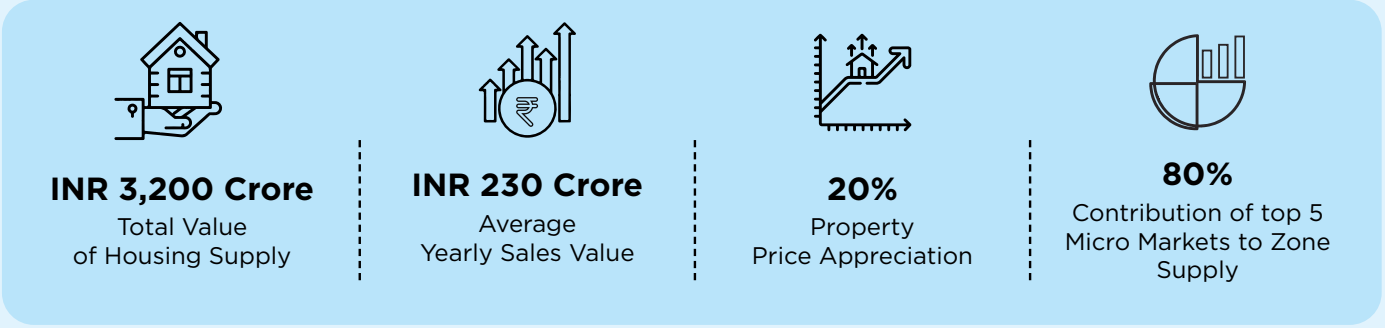 INR 3,200 Crore
Total Value
of Housing Supply
₹
INR 230 Crore
Average
Yearly Sales Value
20%
Property
Price Appreciation
80%
Contribution of top 5
Micro Markets to Zone
Supply